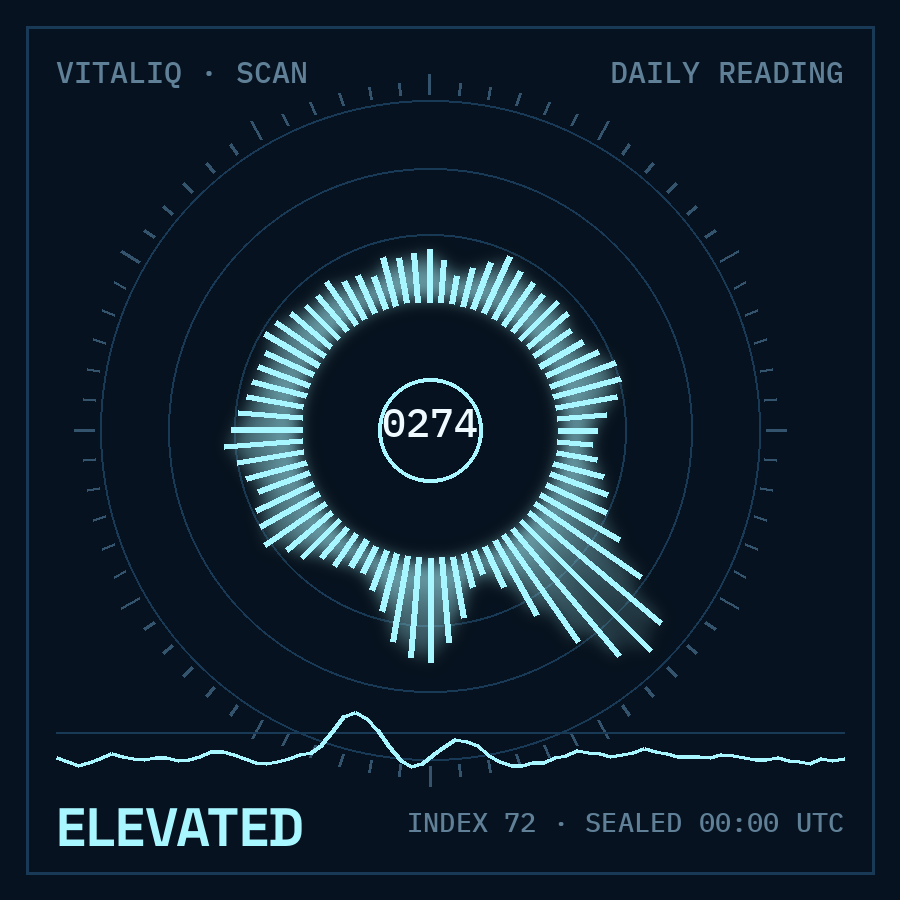 VITALIQ · SCAN
DAILY READING
0274
ELEVATED
INDEX 72 · SEALED 00:00 UTC